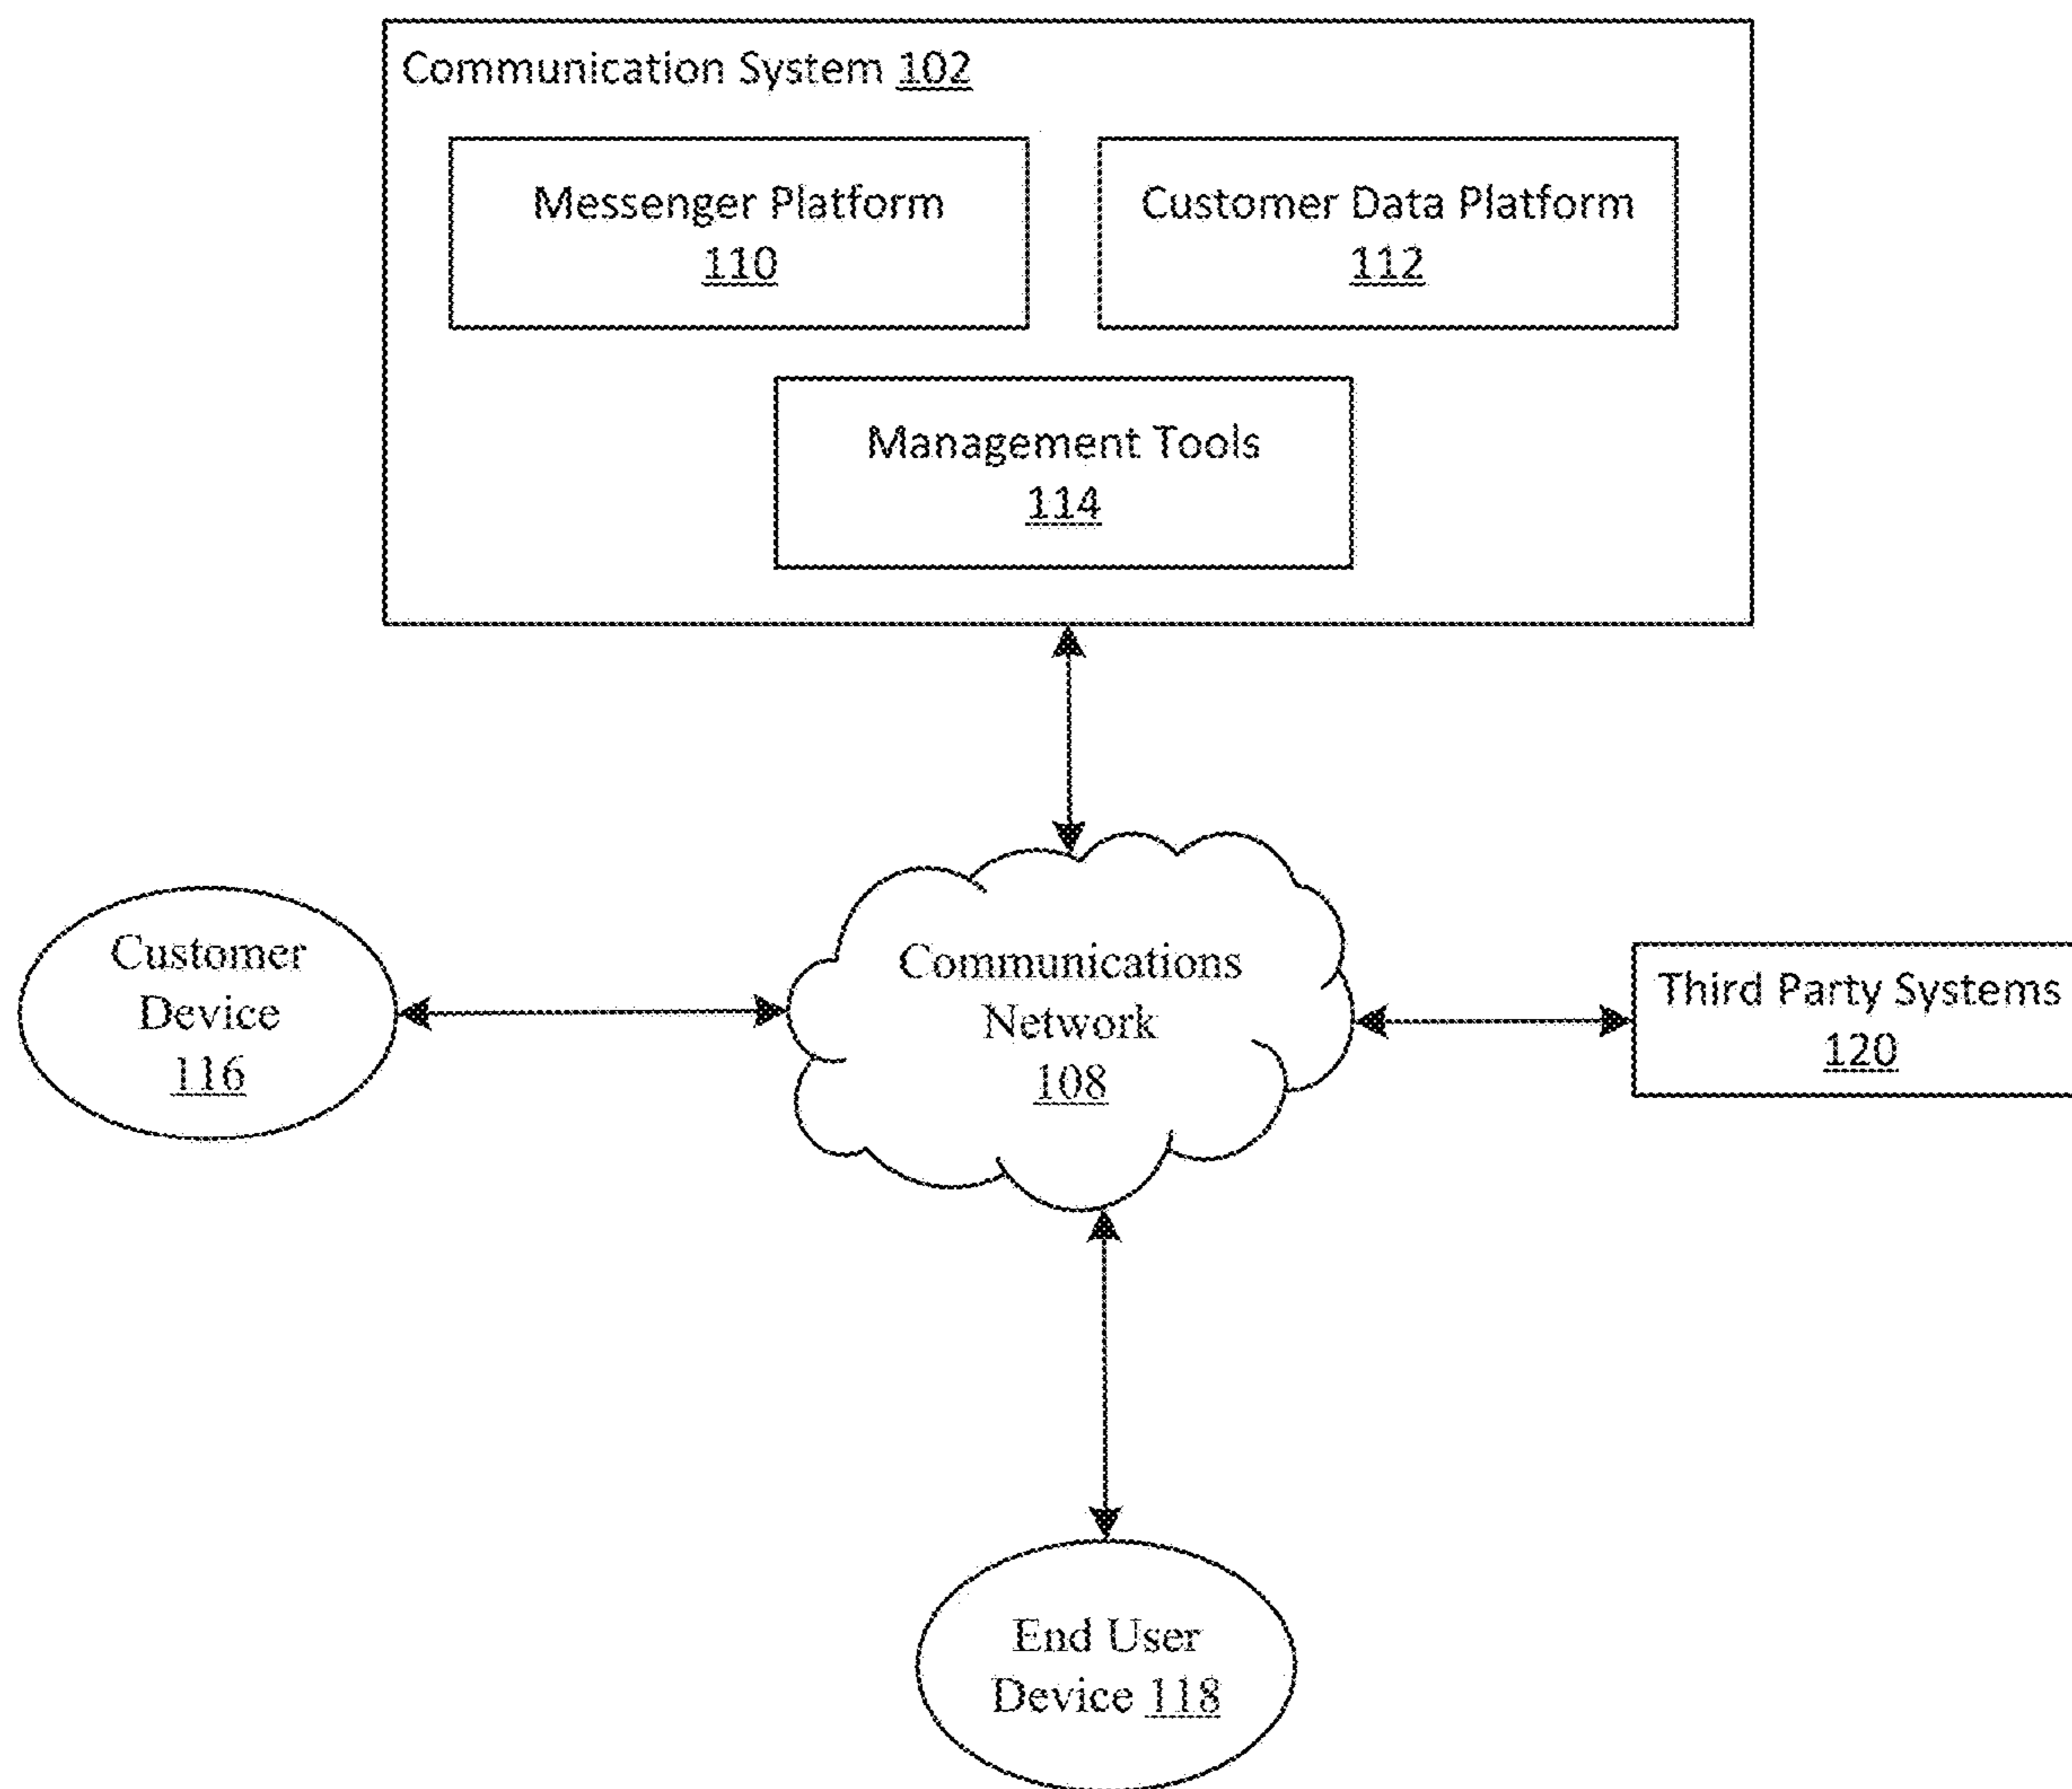 Communication System 102
Messenger Platform
110
Customer Data Platform
112
Management Tools
114
Customer
Device
116
Communications
Network
108
Third Party Systems
120
End User
Device 118